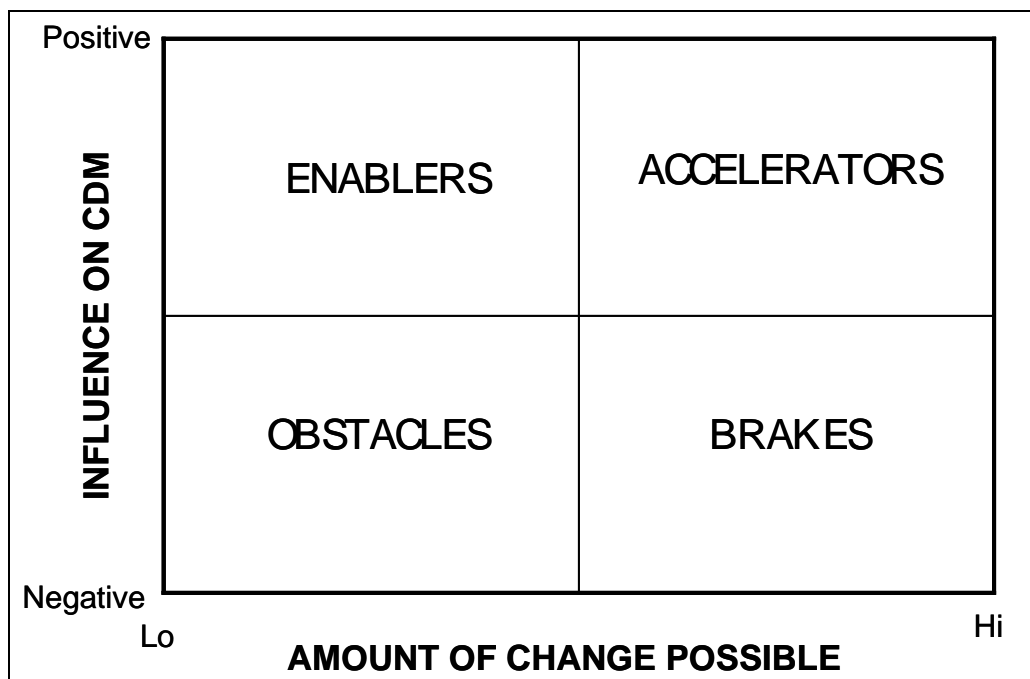 Positive
ENABLERS
ACCELERATORS
INFLUENCE ON CDM
OBSTACLES
BRAKES
Negative
Lo
Hi
AMOUNT OF CHANGE POSSIBLE